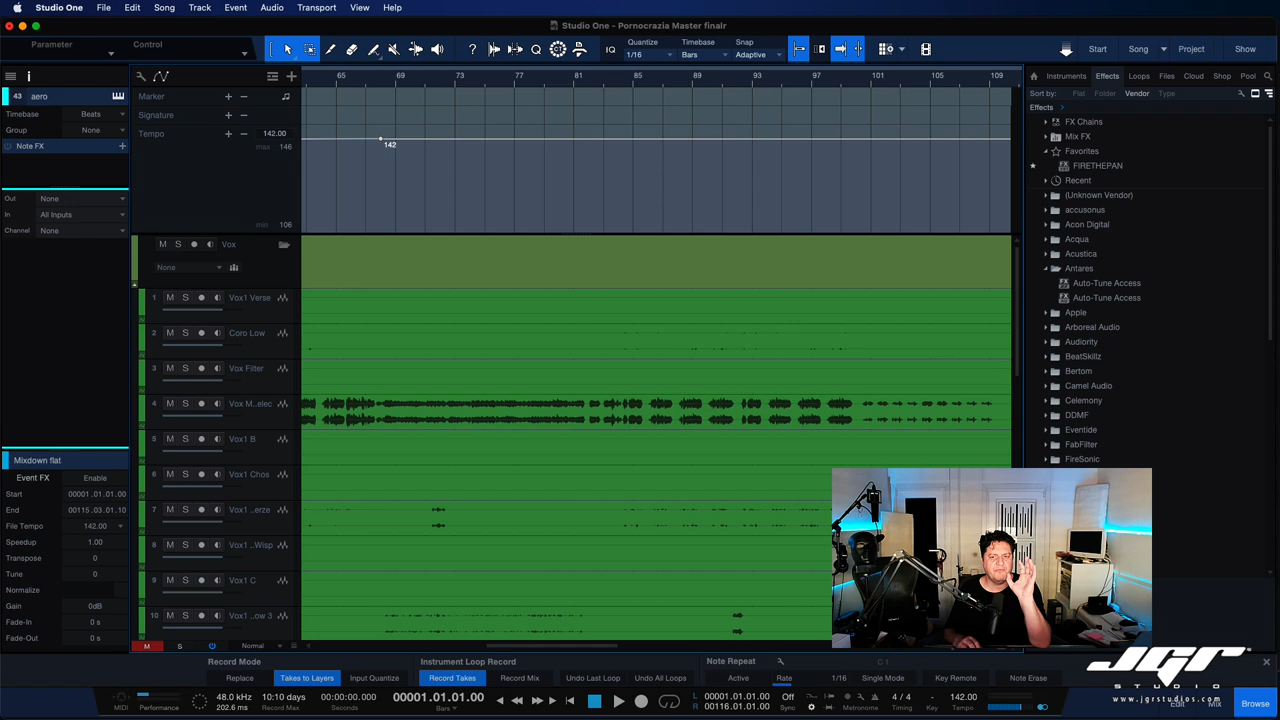 Studio One File Edit Song Track Event Audio Transport View Help
Studio One - Pornocrazia Master finalr
Parameter Control
IQ Quantize 1/16 Timebase Bars Snap Adaptive
Start Song Project Show
65 69 73 77 81 85 89 93 97 101 105 109
Instruments Effects Loops Files Cloud Shop Pool
Sort by: Flat Folder Vendor Type
Effects
FX Chains
Mix FX
Favorites
FIRETHEPAN
Recent
(Unknown Vendor)
accusonus
Acon Digital
Acqua
Acustica
Antares
Auto-Tune Access
Auto-Tune Access
Apple
Arboreal Audio
Audiority
BeatSkillz
Bertom
Camel Audio
Celemony
DDMF
Eventide
FabFilter
FireSonic
43 aero
Timebase Beats
Group None
Note FX
Out None
In All Inputs
Channel None
Marker
Signature
Tempo 142.00
max 146
142
min 106
M S Vox
None
1 M S Vox1 Verse
2 M S Coro Low
3 M S Vox Filter
4 M S Vox M..elec
5 M S Vox1 B
6 M S Vox1 Chos
7 M S Vox1 ..erze
8 M S Vox1 ..Wisp
9 M S Vox1 C
10 M S Vox1 ..ow 3
M S Normal
Mixdown flat
Event FX Enable
Start 00001.01.01.00
End 00115.03.01.10
File Tempo 142.00
Speedup 1.00
Transpose 0
Tune 0
Normalize
Gain 0dB
Fade-In 0 s
Fade-Out 0 s
Record Mode
Replace Takes to Layers Input Quantize
Instrument Loop Record
Record Takes Record Mix Undo Last Loop Undo All Loops
Note Repeat C !
Active Rate 1/16 Single Mode Key Remote Note Erase
MIDI Performance
48.0 kHz
202.6 ms
10:10 days
Record Max
00:00:00.000
Seconds
00001.01.01.00
Bars
L 00001.01.01.00
R 00116.01.01.00
Off
Sync
Metronome
4 / 4
Timing
-
Key
142.00
Tempo
Edit Mix Browse
JGR
STUDIO
www.jgrstudios.com